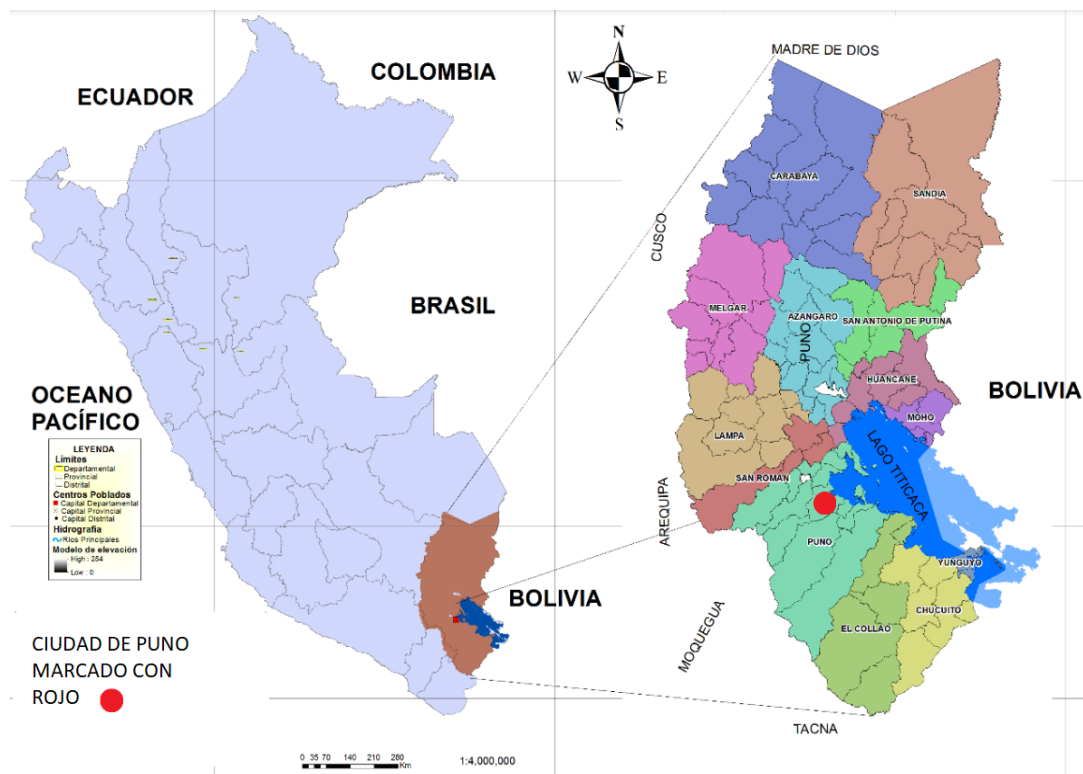 COLOMBIA
ECUADOR
BRASIL
OCEANO
PACÍFICO
LEYENDA
Límites
Departamental
Provincial
Distrital
Centros Poblados
Capital Departamental
Capital Provincial
Capital Distrital
Hidrografía
Ríos Principales
Modelo de elevación
High : 254
Low : 0
BOLIVIA
CIUDAD DE PUNO
MARCADO CON
ROJO
0 35 70 140 210 280
Km
1:4,000,000
N
W
E
S
MADRE DE DIOS
CUSCO
AREQUIPA
MOQUEGUA
TACNA
BOLIVIA
CARABAYA
SANDIA
MELGAR
AZANGARO
PUNO
SAN ANTONIO DE PUTINA
HUANCANE
MOHO
LAMPA
LAGO TITICACA
SAN ROMAN
PUNO
YUNGUYO
CHUCUITO
EL COLLAO